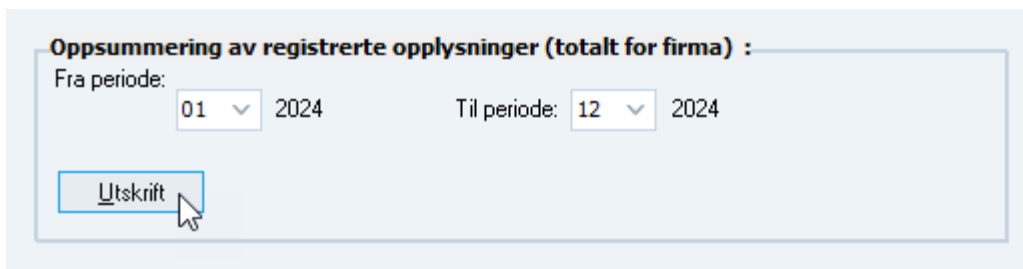 Oppsummering av registrerte opplysninger (totalt for firma) :
Fra periode:
01 2024 Til periode: 12 2024
Utskrift